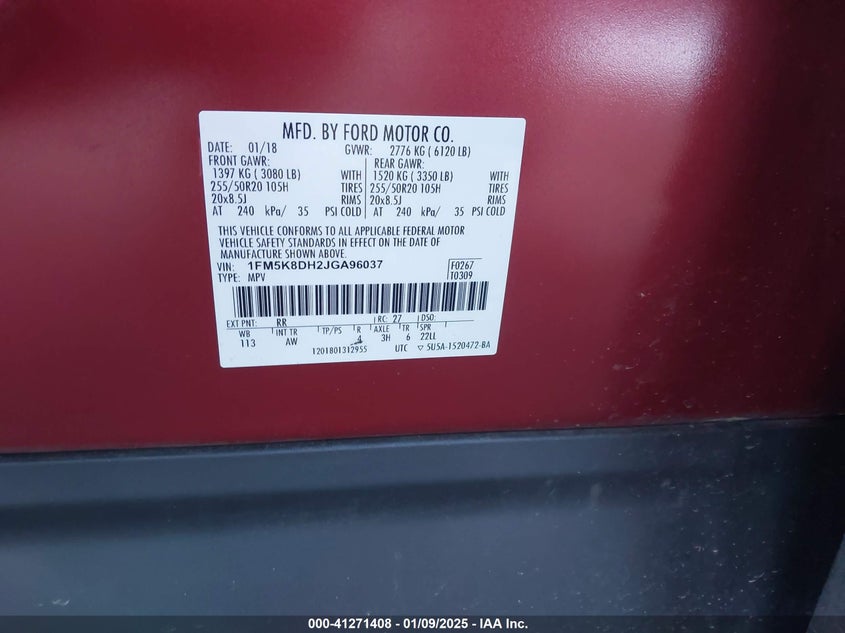 MFD. BY FORD MOTOR CO.
DATE: 01/18 GVWR: 2776 KG ( 6120 LB)
FRONT GAWR: REAR GAWR:
1397 KG ( 3080 LB) WITH 1520 KG ( 3350 LB) WITH
255/50R20 105H TIRES 255/50R20 105H TIRES
20x8.5J RIMS 20x8.5J RIMS
AT 240 kPa/ 35 PSI COLD AT 240 kPa/ 35 PSI COLD
THIS VEHICLE CONFORMS TO ALL APPLICABLE FEDERAL MOTOR
VEHICLE SAFETY STANDARDS IN EFFECT ON THE DATE OF
MANUFACTURE SHOWN ABOVE.
VIN: 1FM5K8DH2JGA96037 F0267
TYPE: MPV T0309
EXT PNT: RR RC: 27 DSO:
WB INT TR TP/PS R AXLE TR SPR
113 AW 4 3H 6 22LL
1201801312955 UTC ▽ 5U5A-1520472-BA
000-41271408 - 01/09/2025 - IAA Inc.